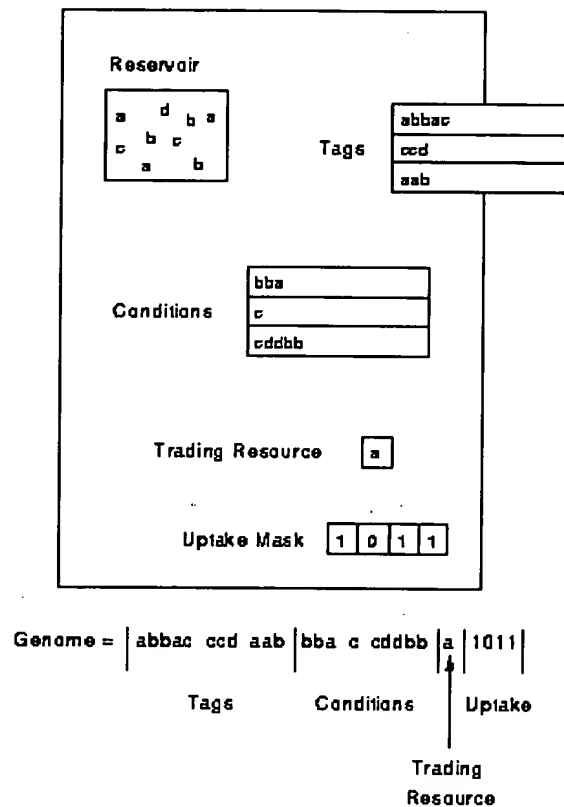 Reservoir
a d b a
c b c
a b
Tags
abbac
ccd
aab
Conditions
bba
c
cddbb
Trading Resource a
Uptake Mask 1 0 1 1
Genome = | abbac ccd aab | bba c cddbb | a | 1011 |
Tags Conditions Uptake
Trading
Resource